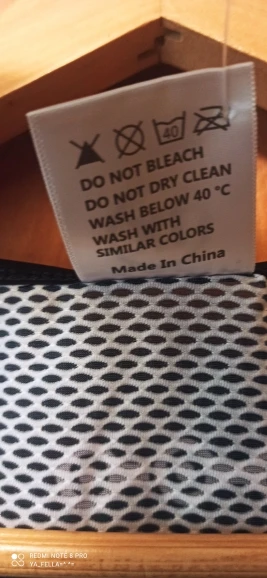 40
DO NOT BLEACH
DO NOT DRY CLEAN
WASH BELOW 40 °C
WASH WITH
SIMILAR COLORS
Made In China
REDMI NOTE 8 PRO
YA_FELLA•°•°